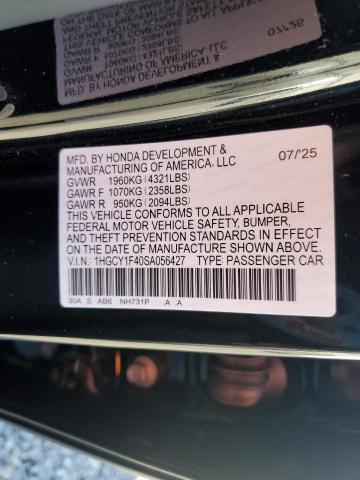 MFD. BY HONDA DEVELOPMENT &
MANUFACTURING OF AMERICA, LLC 07/'25
GVWR 1960KG (4321LBS)
GAWR F 1070KG (2358LBS)
GAWR R 950KG (2094LBS)
THIS VEHICLE CONFORMS TO ALL APPLICABLE
FEDERAL MOTOR VEHICLE SAFETY, BUMPER,
AND THEFT PREVENTION STANDARDS IN EFFECT
ON THE DATE OF MANUFACTURE SHOWN ABOVE.
V.I.N.: 1HGCY1F40SA056427 TYPE: PASSENGER CAR
30A S AB6 NH731P .A .A